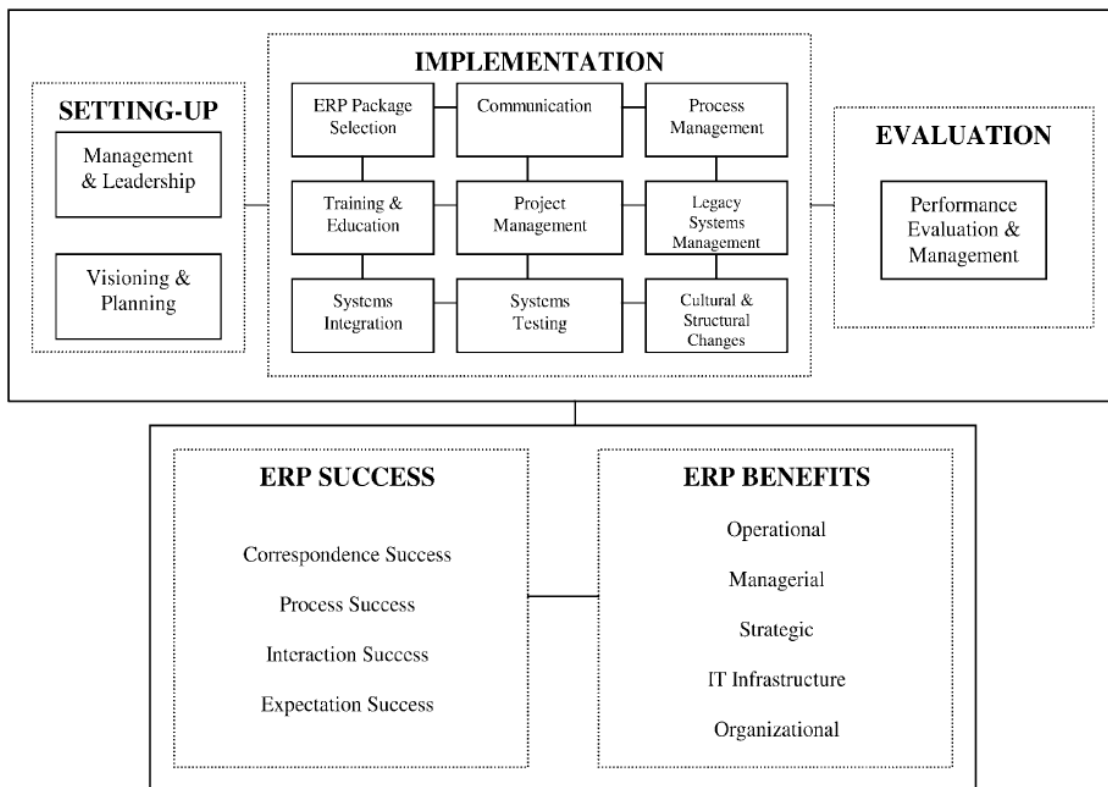 IMPLEMENTATION
SETTING-UP
Management
& Leadership
Visioning &
Planning
ERP Package
Selection
Communication
Process
Management
Training &
Education
Project
Management
Legacy
Systems
Management
Systems
Integration
Systems
Testing
Cultural &
Structural
Changes
EVALUATION
Performance
Evaluation &
Management
ERP SUCCESS
Correspondence Success
Process Success
Interaction Success
Expectation Success
ERP BENEFITS
Operational
Managerial
Strategic
IT Infrastructure
Organizational